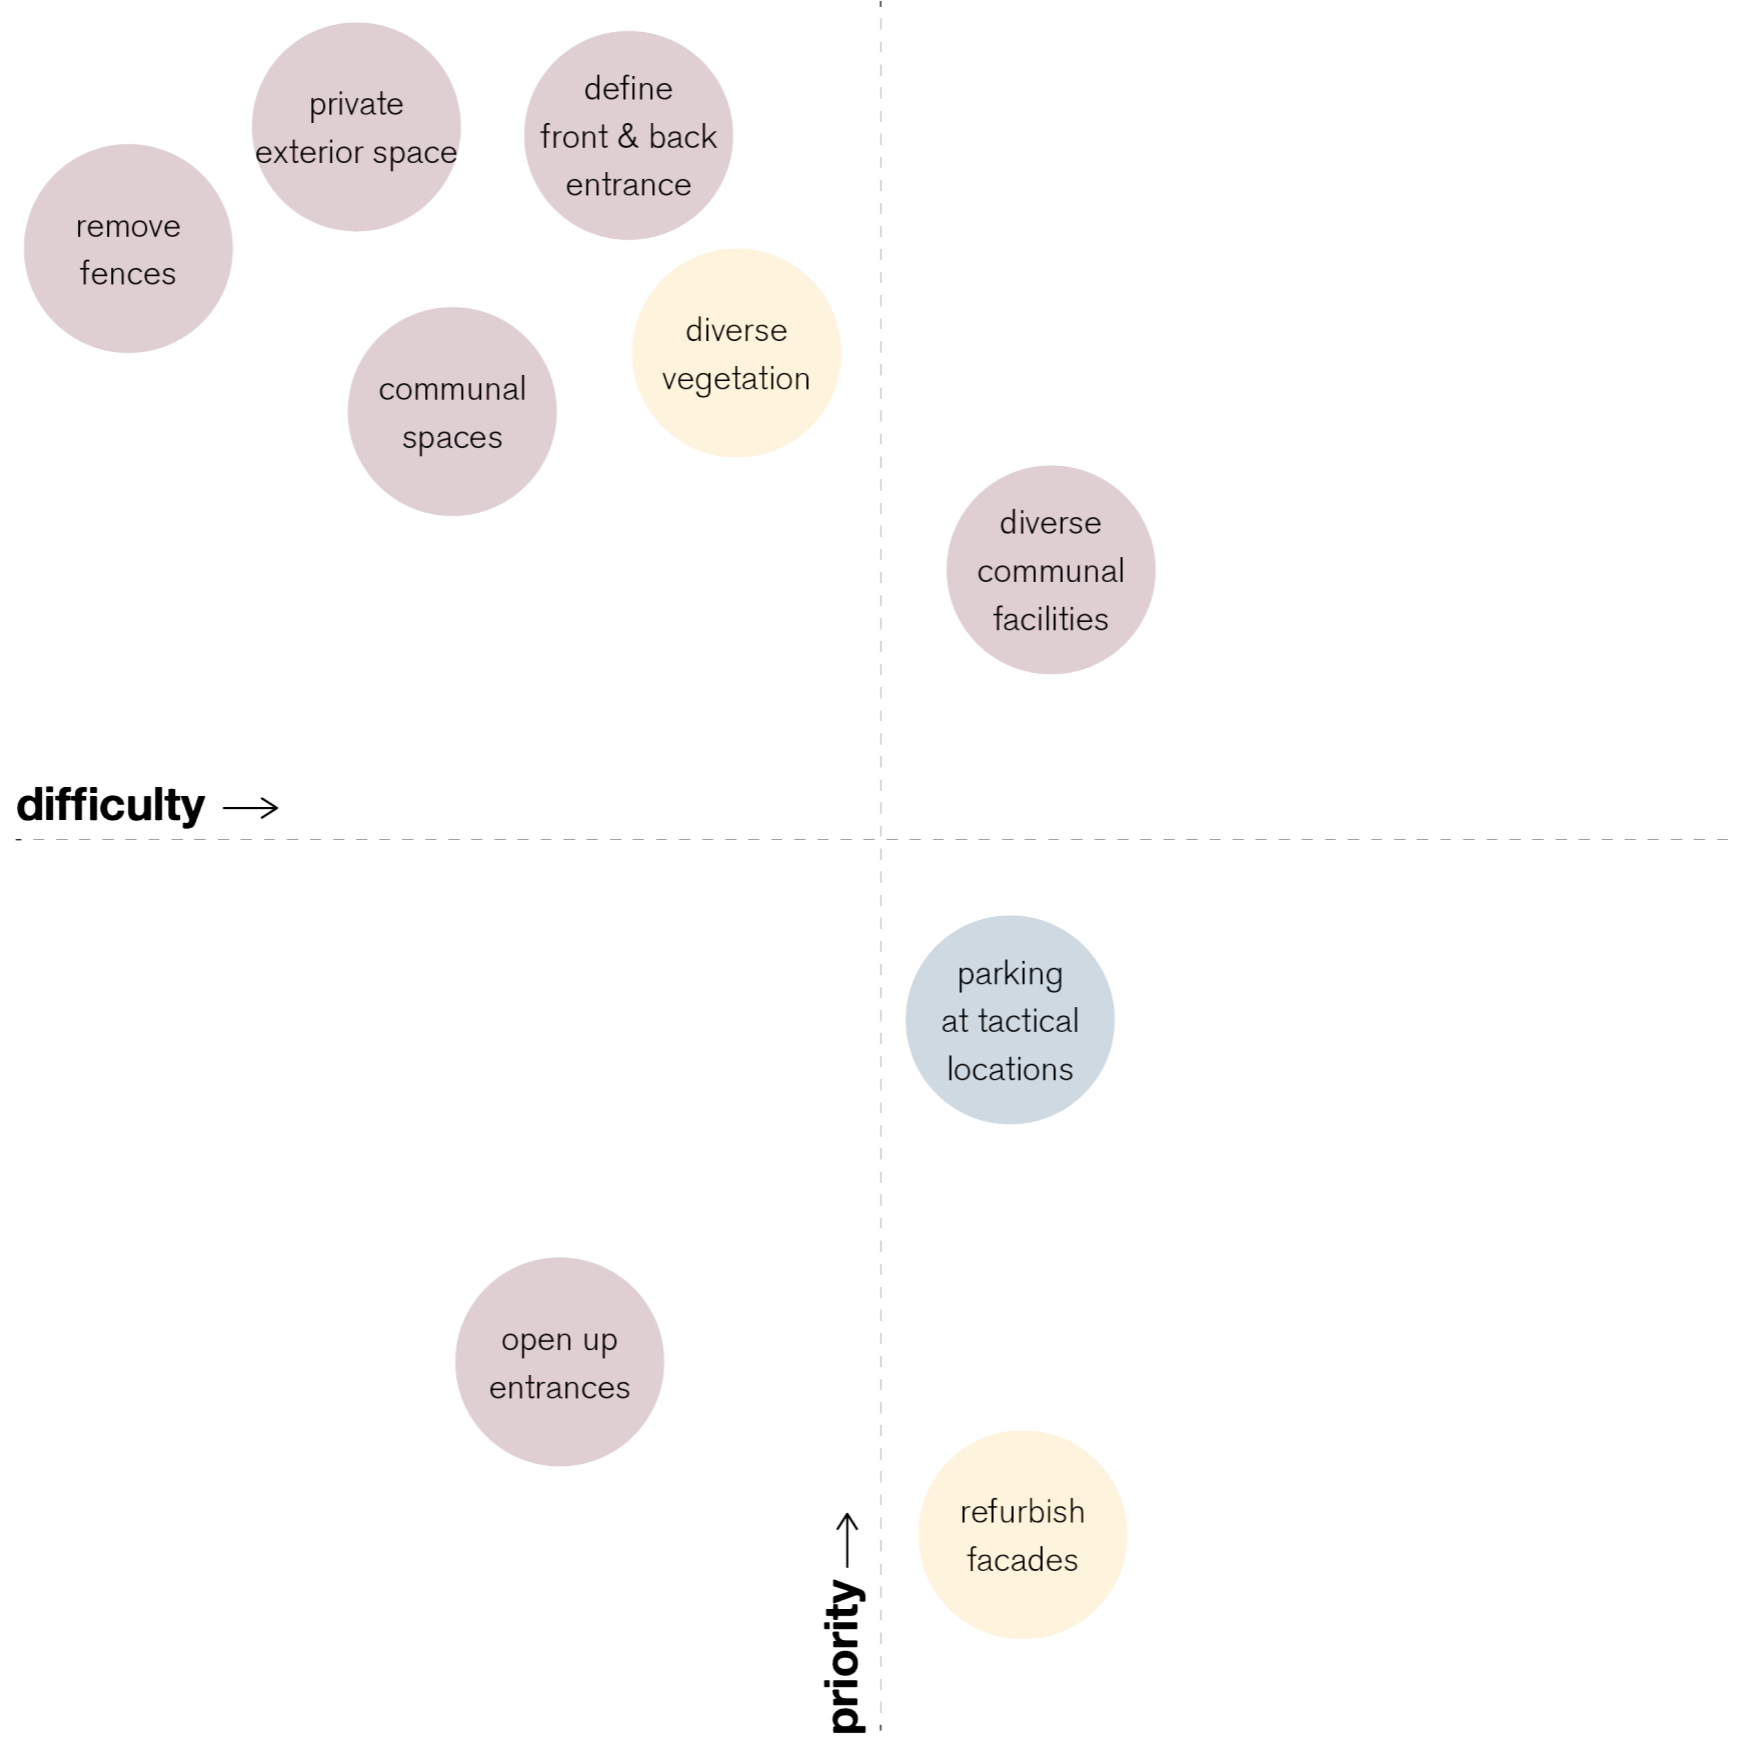 private
exterior space
define
front & back
entrance
remove
fences
diverse
vegetation
communal
spaces
diverse
communal
facilities
difficulty
parking
at tactical
locations
open up
entrances
refurbish
facades
priority